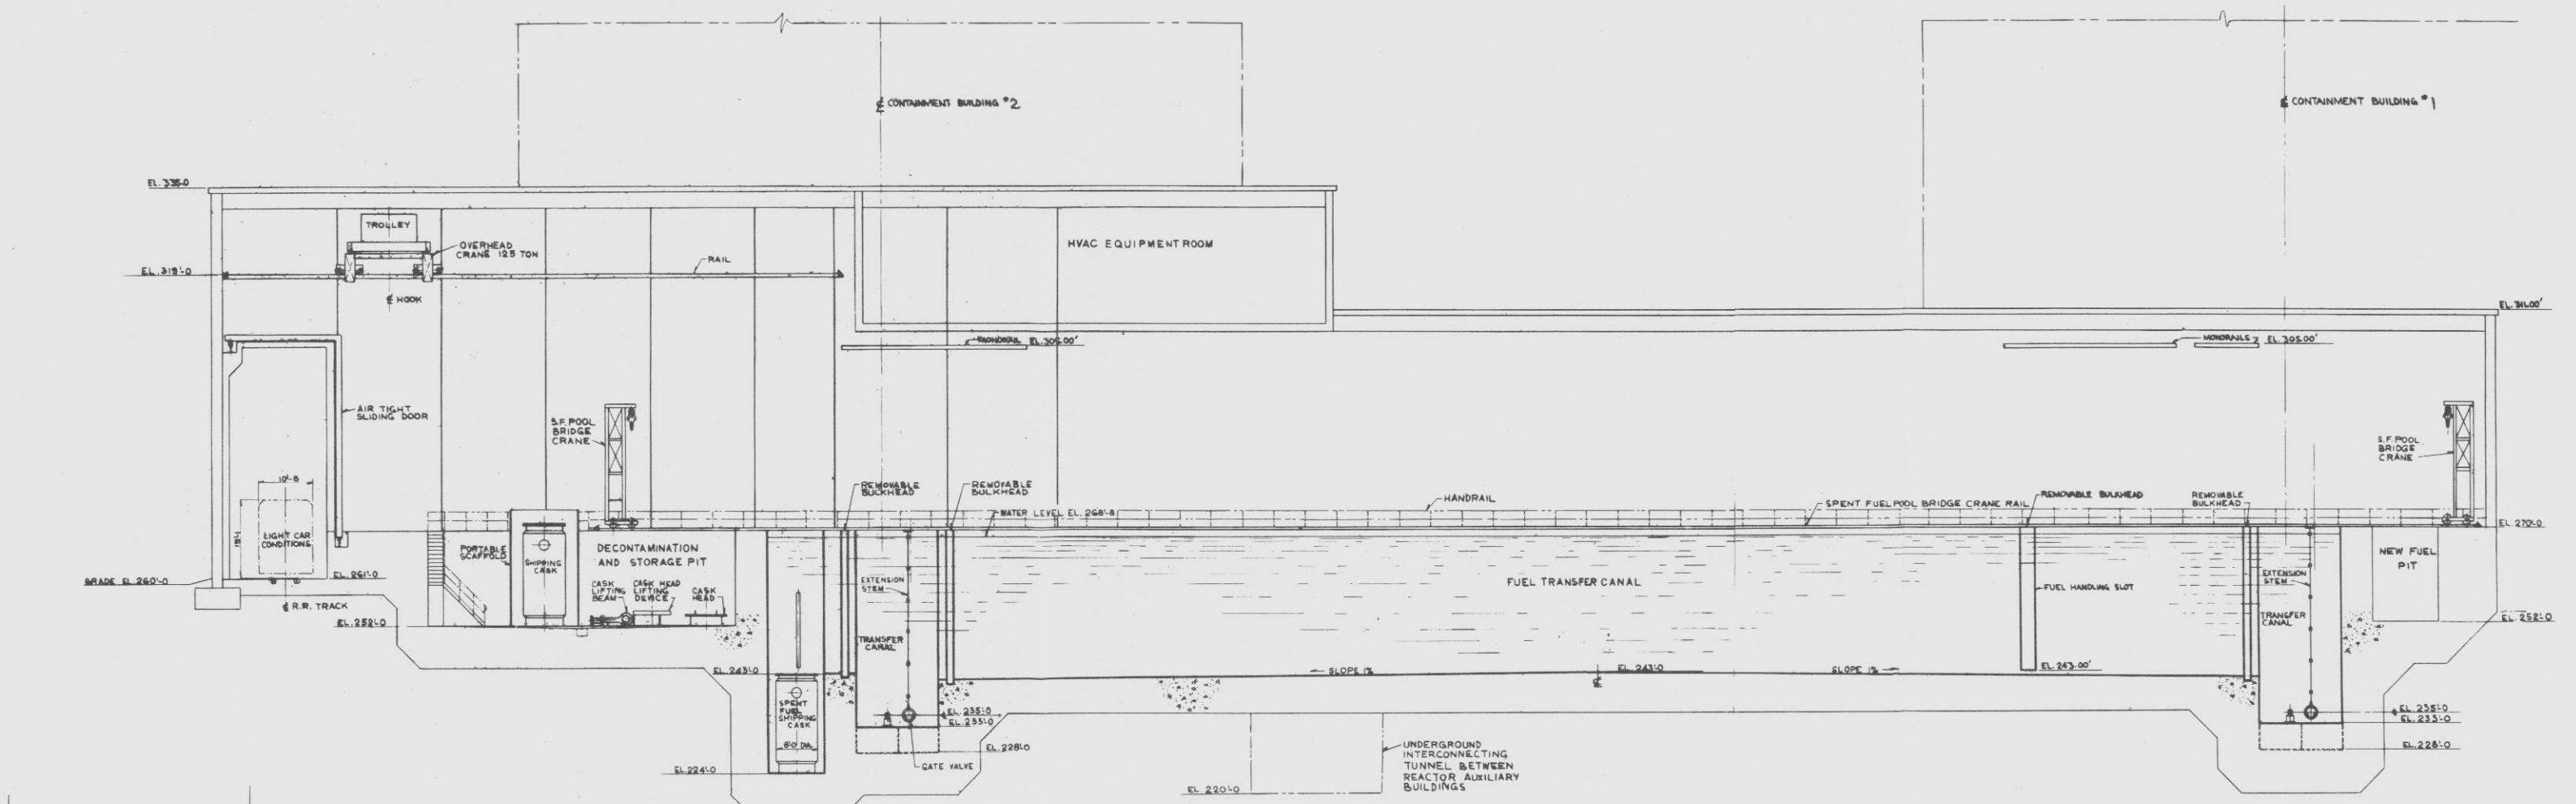 ℄ CONTAINMENT BUILDING #2
℄ CONTAINMENT BUILDING #1
EL. 335'-0
TROLLEY
OVERHEAD
CRANE 125 TON
RAIL
HVAC EQUIPMENT ROOM
EL. 319'-0
℄ HOOK
EL. 311.00'
MONORAIL EL. 305.00'
MONORAILS EL. 305.00'
AIR TIGHT
SLIDING DOOR
S.F. POOL
BRIDGE
CRANE
S.F. POOL
BRIDGE
CRANE
10'-8
REMOVABLE
BUCKHEAD
REMOVABLE
BULKHEAD
HANDRAIL
SPENT FUEL POOL BRIDGE CRANE RAIL
REMOVABLE BULKHEAD
REMOVABLE
BULKHEAD
WATER LEVEL EL. 268'-8
EL. 270'-0
LIGHT CAR
CONDITIONS
PORTABLE
SCAFFOLD
SHIPPING
CASK
DECONTAMINATION
AND STORAGE PIT
NEW FUEL
PIT
GRADE EL. 260'-0
EL. 261'-0
CASK
LIFTING
BEAM
CASK HEAD
LIFTING
DEVICE
CASK
HEAD
EXTENSION
STEM
FUEL TRANSFER CANAL
FUEL HANDLING SLOT
EXTENSION
STEM
℄ R.R. TRACK
EL. 252'-0
EL. 252'-0
TRANSFER
CANAL
TRANSFER
CANAL
EL. 243'-0
SLOPE 1%
EL. 243'-0
SLOPE 1%
EL. 243.00'
℄
SPENT
FUEL
SHIPPING
CASK
8'-0 DIA.
EL. 235'-0
EL. 233'-0
EL. 235'-0
EL. 233'-0
EL. 228'-0
EL. 228'-0
GATE VALVE
EL. 224'-0
UNDERGROUND
INTERCONNECTING
TUNNEL BETWEEN
REACTOR AUXILIARY
BUILDINGS
EL 220'-0